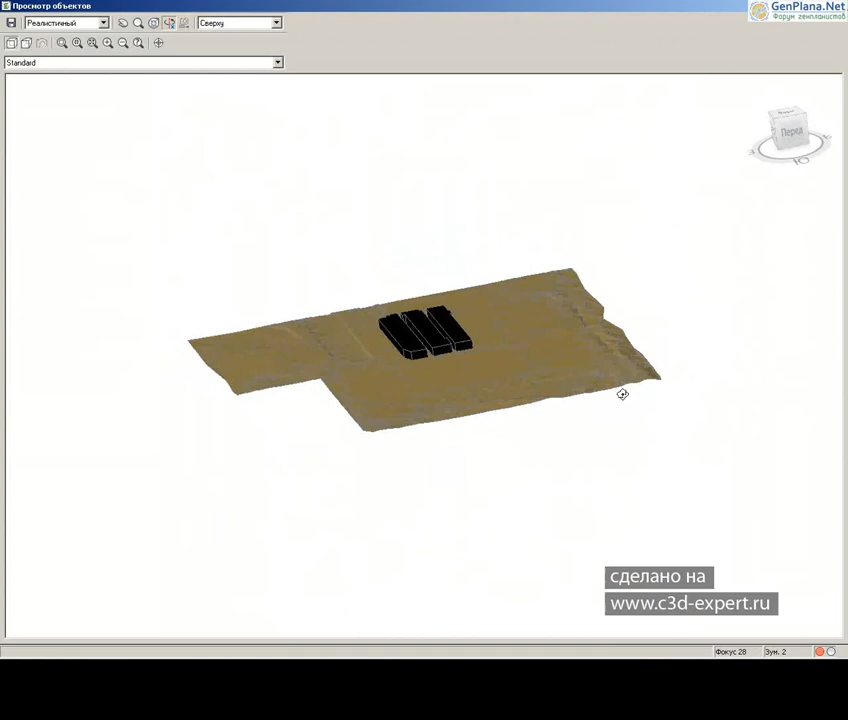 Просмотр объектов
GenPlana.Net
Форум генпланистов
Реалистичный
Сверху
Standard
Перед
Ю
сделано на
www.c3d-expert.ru
Фокус 28
Зум. 2